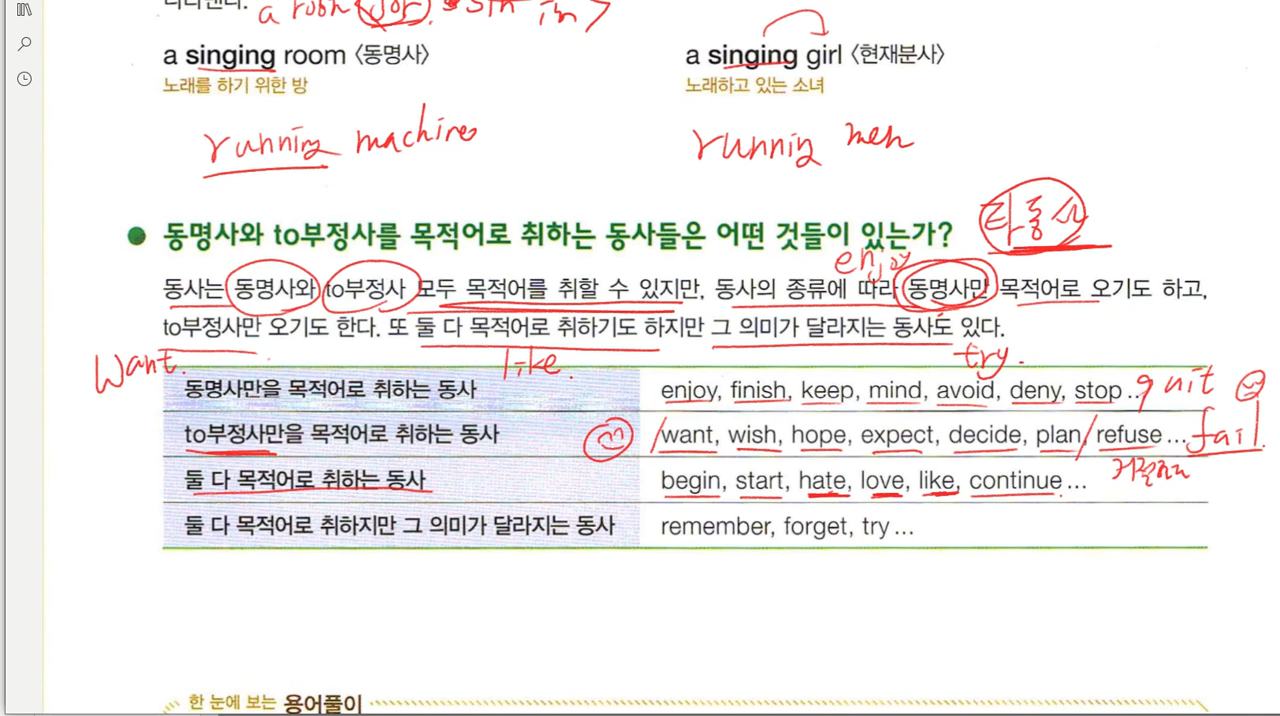 a room for sin in
a singing room 〈동명사〉 a singing girl 〈현재분사〉
노래를 하기 위한 방 노래하고 있는 소녀
running machine running men
● 동명사와 to부정사를 목적어로 취하는 동사들은 어떤 것들이 있는가? 타동사
enjoy
동사는 동명사와 to부정사 모두 목적어를 취할 수 있지만, 동사의 종류에 따라 동명사만 목적어로 오기도 하고,
to부정사만 오기도 한다. 또 둘 다 목적어로 취하기도 하지만 그 의미가 달라지는 동사도 있다.
want. like. try.
동명사만을 목적어로 취하는 동사 enjoy, finish, keep, mind, avoid, deny, stop ... quit
to부정사만을 목적어로 취하는 동사 want, wish, hope, expect, decide, plan, refuse ... fail.
거절하다
둘 다 목적어로 취하는 동사 begin, start, hate, love, like, continue ...
둘 다 목적어로 취하지만 그 의미가 달라지는 동사 remember, forget, try ...
한 눈에 보는 용어풀이